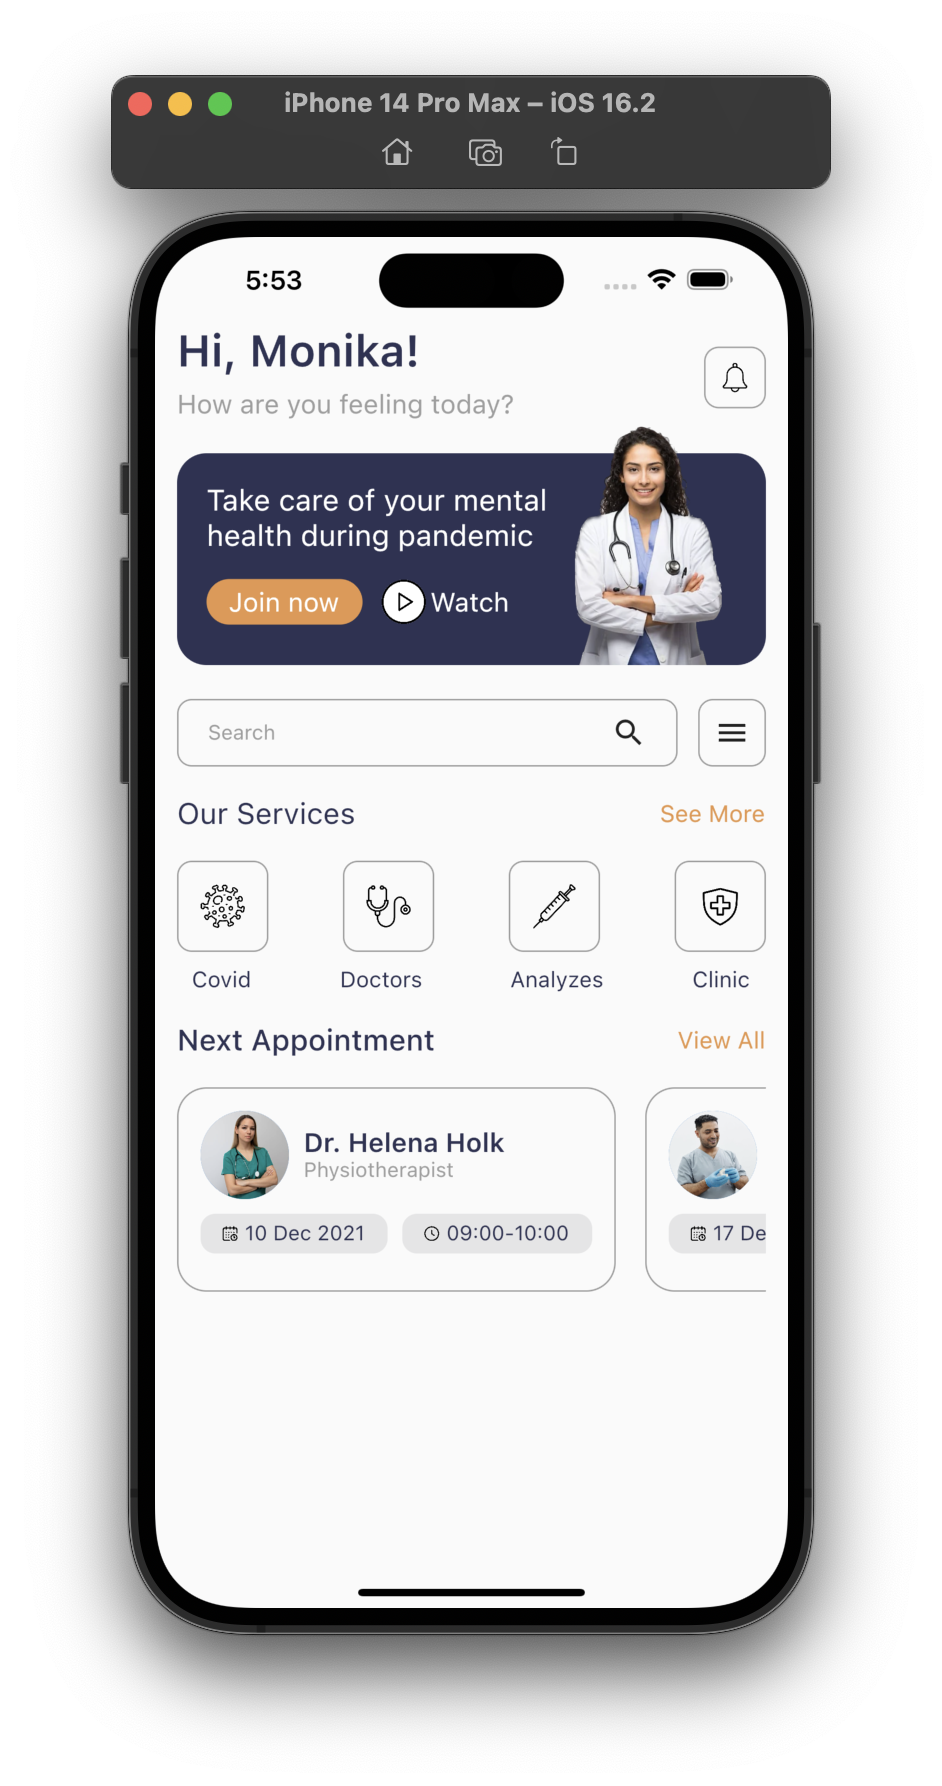 iPhone 14 Pro Max – iOS 16.2
5:53
Hi, Monika!
How are you feeling today?
Take care of your mental
health during pandemic
Join now
Watch
Search
Our Services
See More
Covid
Doctors
Analyzes
Clinic
Next Appointment
View All
Dr. Helena Holk
Physiotherapist
10 Dec 2021
09:00-10:00
17 De